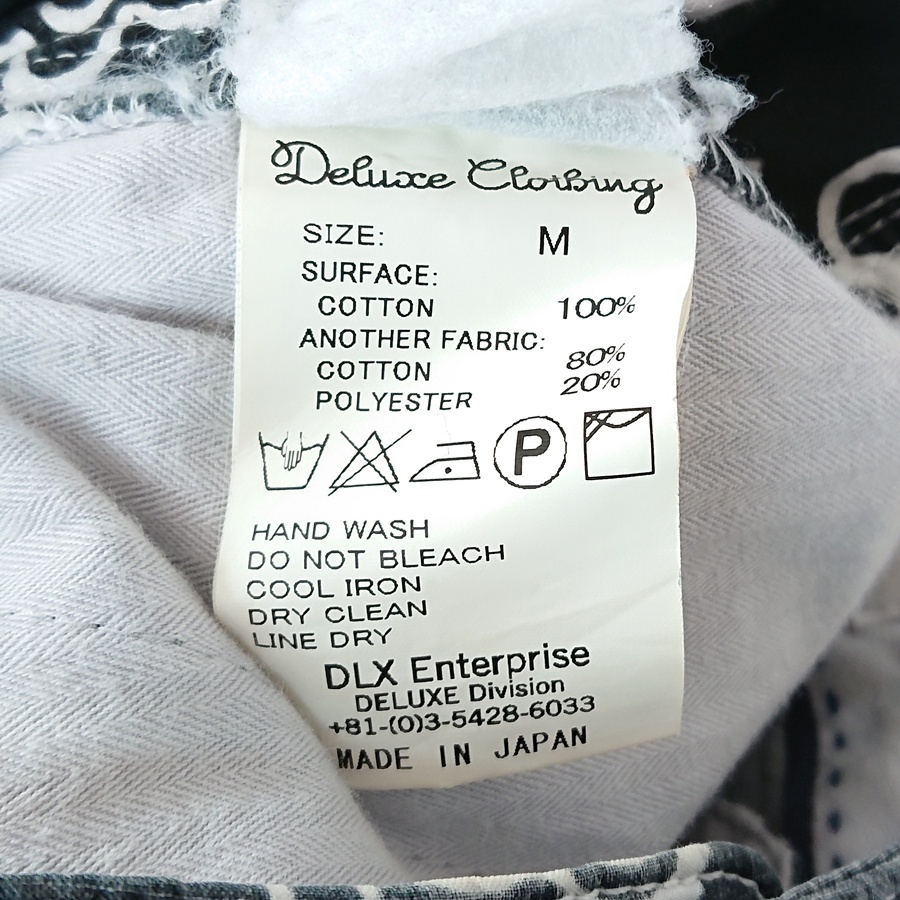 Deluxe Clothing
SIZE: M
SURFACE:
COTTON 100%
ANOTHER FABRIC:
COTTON 80%
POLYESTER 20%
P
HAND WASH
DO NOT BLEACH
COOL IRON
DRY CLEAN
LINE DRY
DLX Enterprise
DELUXE Division
+81-(0)3-5428-6033
MADE IN JAPAN